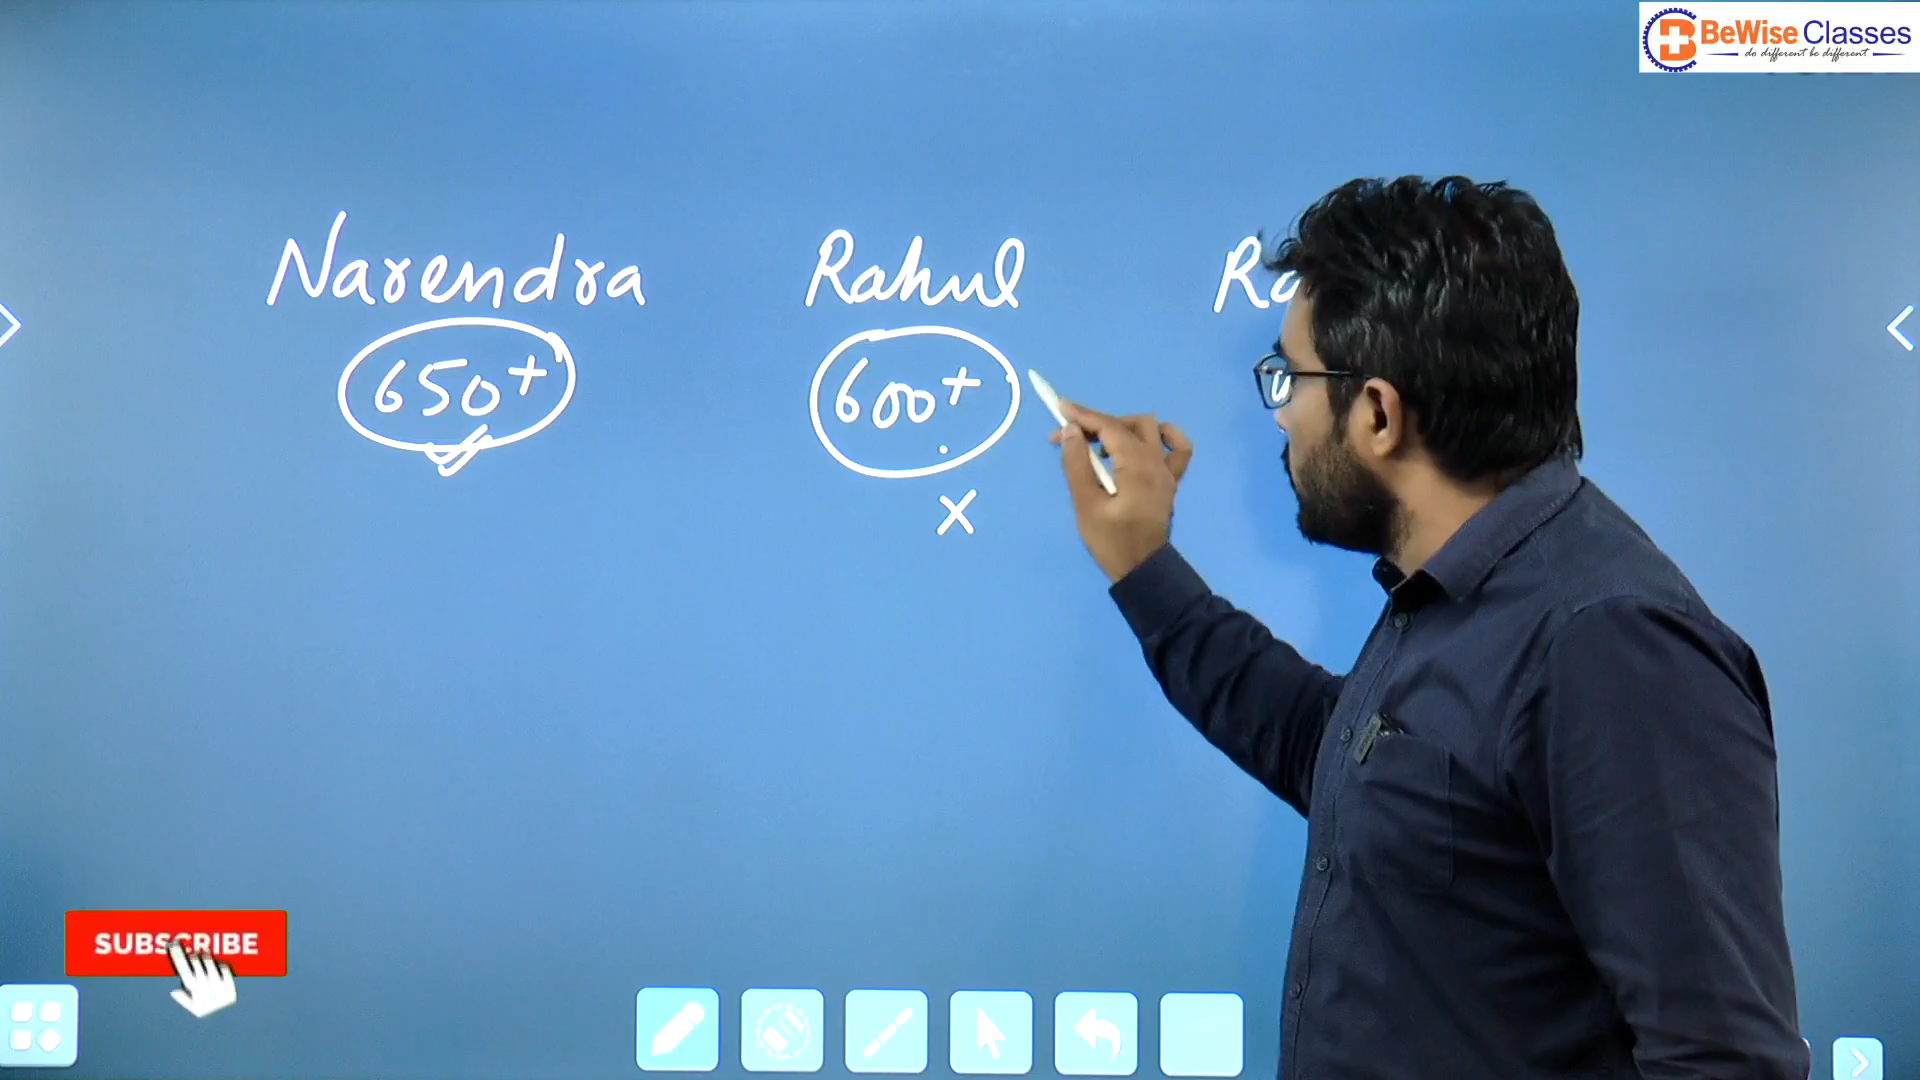 BeWise Classes
do different be different
Narendra Rahul
650+ 600+
x
SUBSCRIBE